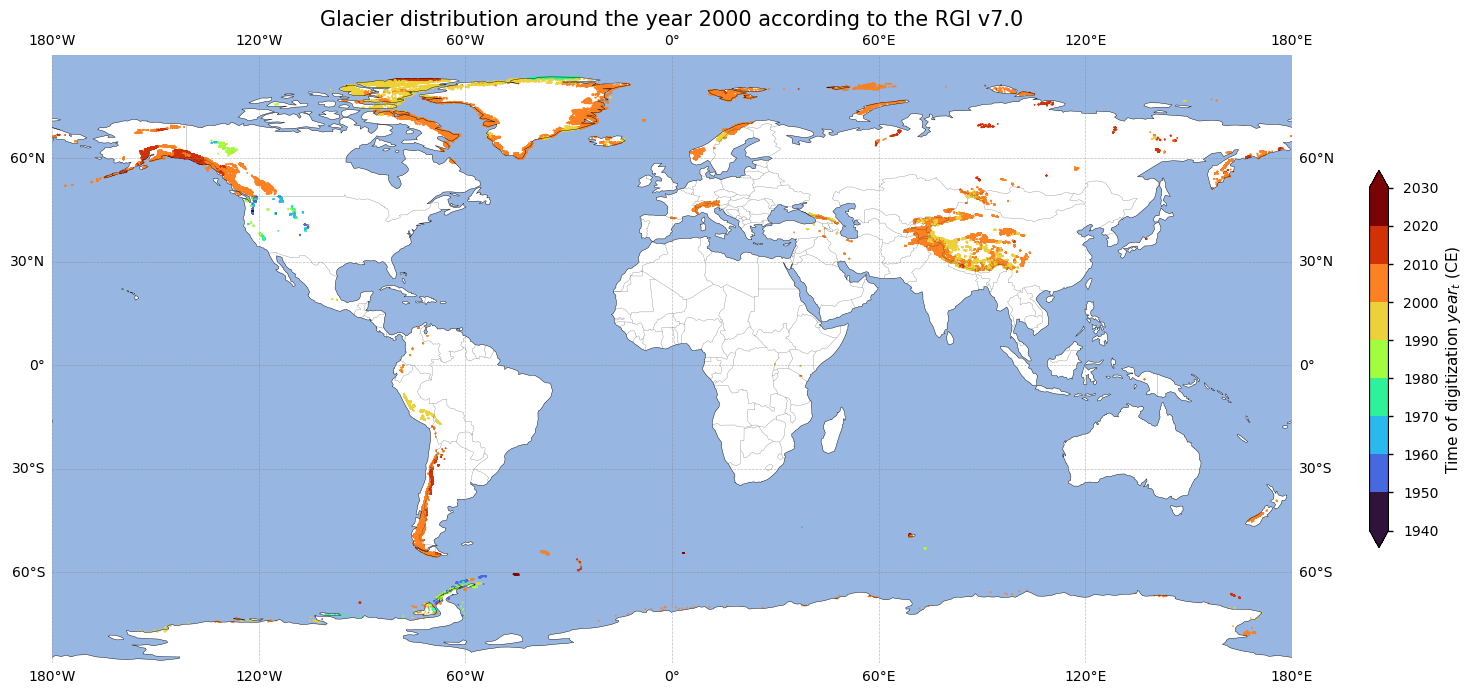 Glacier distribution around the year 2000 according to the RGI v7.0
180°W 120°W 60°W 0° 60°E 120°E 180°E
60°N 60°N
30°N 30°N
0° 0°
30°S 30°S
60°S 60°S
180°W 120°W 60°W 0° 60°E 120°E 180°E
2030
2020
2010
2000
1990
1980
1970
1960
1950
1940
Time of digitization year_t (CE)